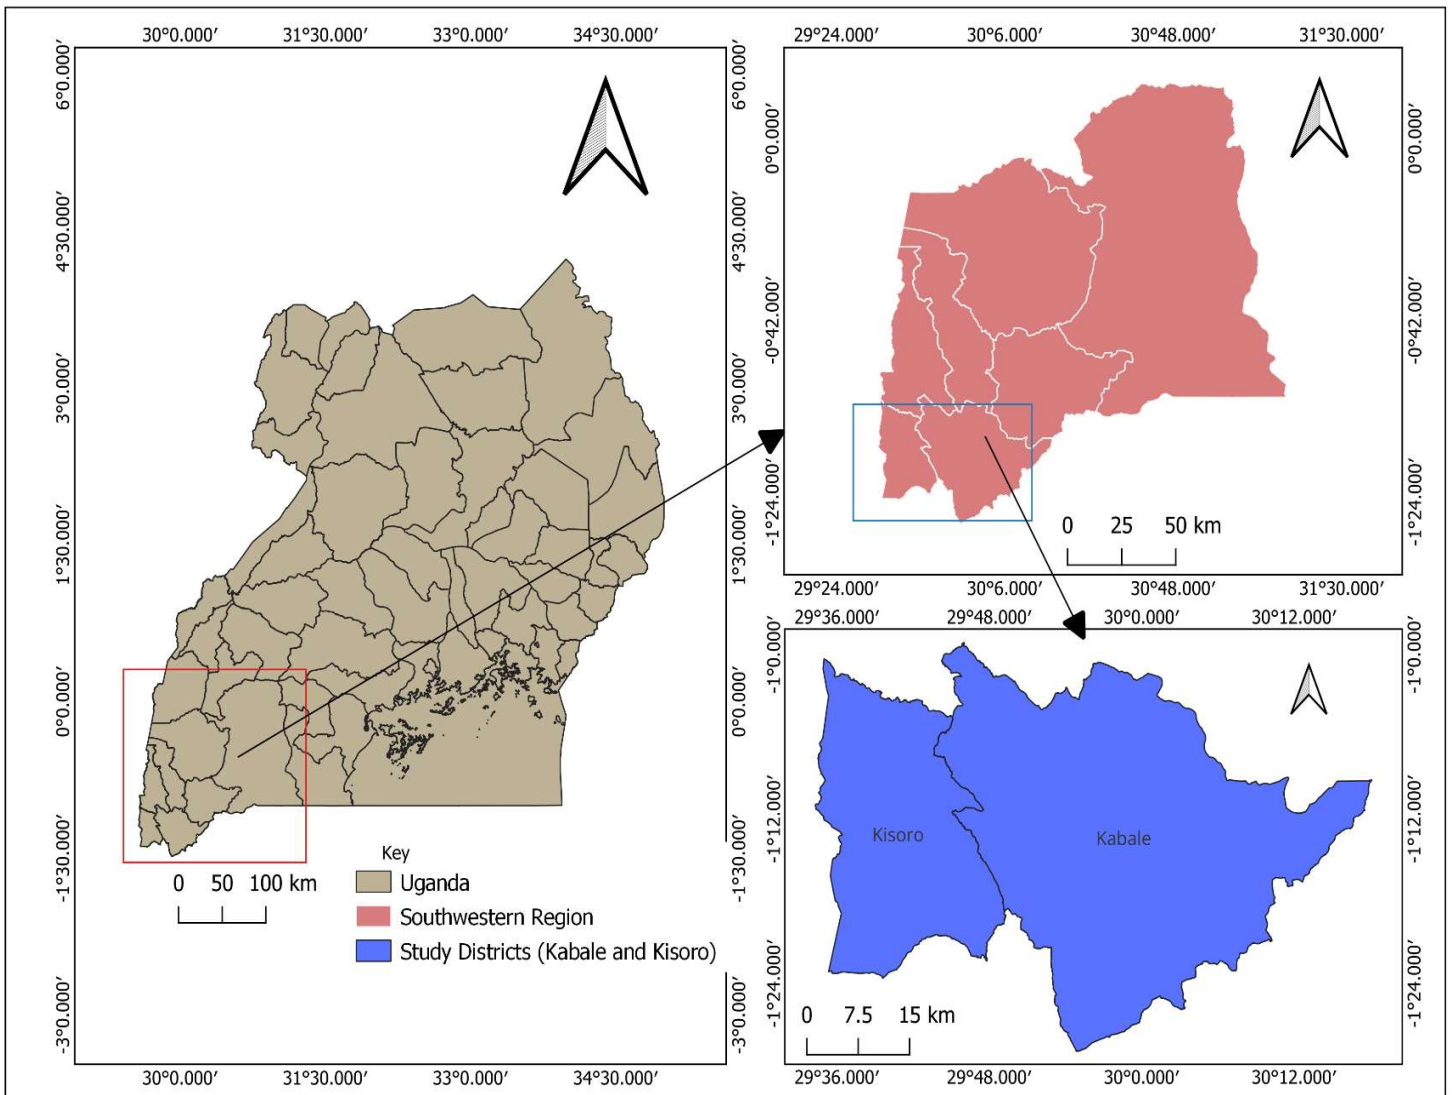 30°0.000′ 31°30.000′ 33°0.000′ 34°30.000′
6°0.000′
4°30.000′
3°0.000′
1°30.000′
0°0.000′
-1°30.000′
-3°0.000′
6°0.000′
4°30.000′
3°0.000′
1°30.000′
0°0.000′
-1°30.000′
-3°0.000′
0 50 100 km
Key
Uganda
Southwestern Region
Study Districts (Kabale and Kisoro)
30°0.000′ 31°30.000′ 33°0.000′ 34°30.000′
29°24.000′ 30°6.000′ 30°48.000′ 31°30.000′
0°0.000′
-0°42.000′
-1°24.000′
0°0.000′
-0°42.000′
-1°24.000′
0 25 50 km
29°24.000′ 30°6.000′ 30°48.000′ 31°30.000′
29°36.000′ 29°48.000′ 30°0.000′ 30°12.000′
-1°0.000′
-1°12.000′
-1°24.000′
-1°0.000′
-1°12.000′
-1°24.000′
Kisoro
Kabale
0 7.5 15 km
29°36.000′ 29°48.000′ 30°0.000′ 30°12.000′